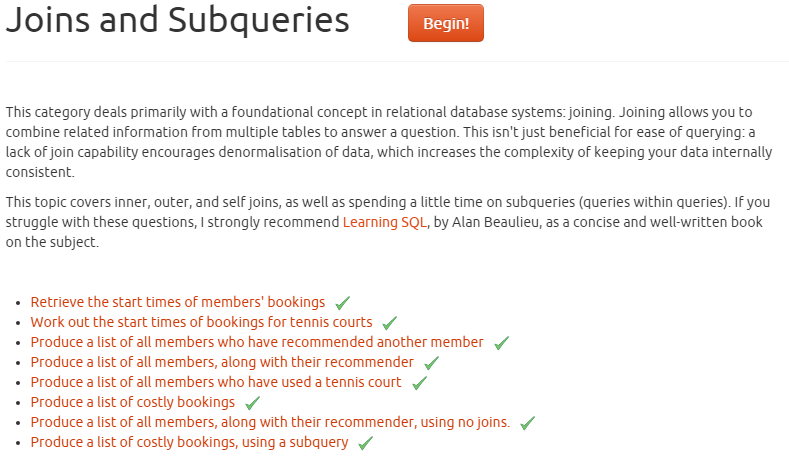 Joins and Subqueries
Begin!
This category deals primarily with a foundational concept in relational database systems: joining. Joining allows you to
combine related information from multiple tables to answer a question. This isn't just beneficial for ease of querying: a
lack of join capability encourages denormalisation of data, which increases the complexity of keeping your data internally
consistent.
This topic covers inner, outer, and self joins, as well as spending a little time on subqueries (queries within queries). If you
struggle with these questions, I strongly recommend Learning SQL, by Alan Beaulieu, as a concise and well-written book
on the subject.
Retrieve the start times of members' bookings
Work out the start times of bookings for tennis courts
Produce a list of all members who have recommended another member
Produce a list of all members, along with their recommender
Produce a list of all members who have used a tennis court
Produce a list of costly bookings
Produce a list of all members, along with their recommender, using no joins.
Produce a list of costly bookings, using a subquery